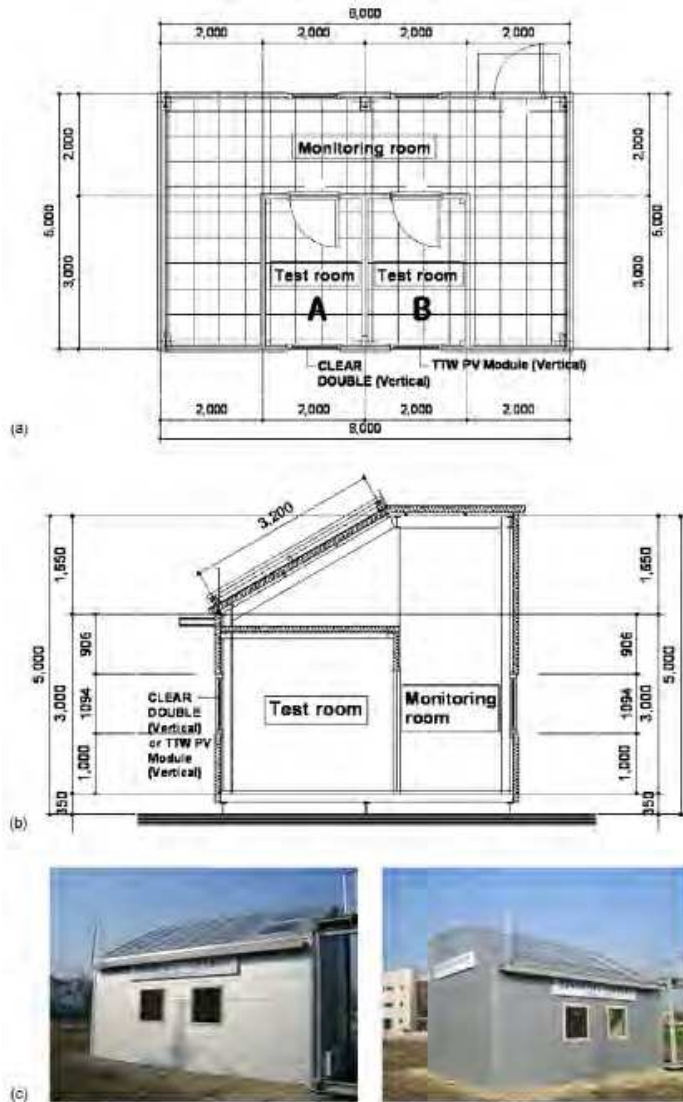 8,000
2,000 2,000 2,000 2,000
2,000
3,000
5,000
Monitoring room
Test room
A
Test room
B
2,000
3,000
5,000
CLEAR
DOUBLE (Vertical)
TTW PV Module (Vertical)
2,000 2,000 2,000 2,000
8,000
(a)
3,200
1,650
906
1094
1,000
350
3,000
5,000
CLEAR
DOUBLE
(Vertical)
or TTW PV
Module
(Vertical)
Test room
Monitoring
room
1,650
906
1094
1,000
350
3,000
5,000
(b)
(c)